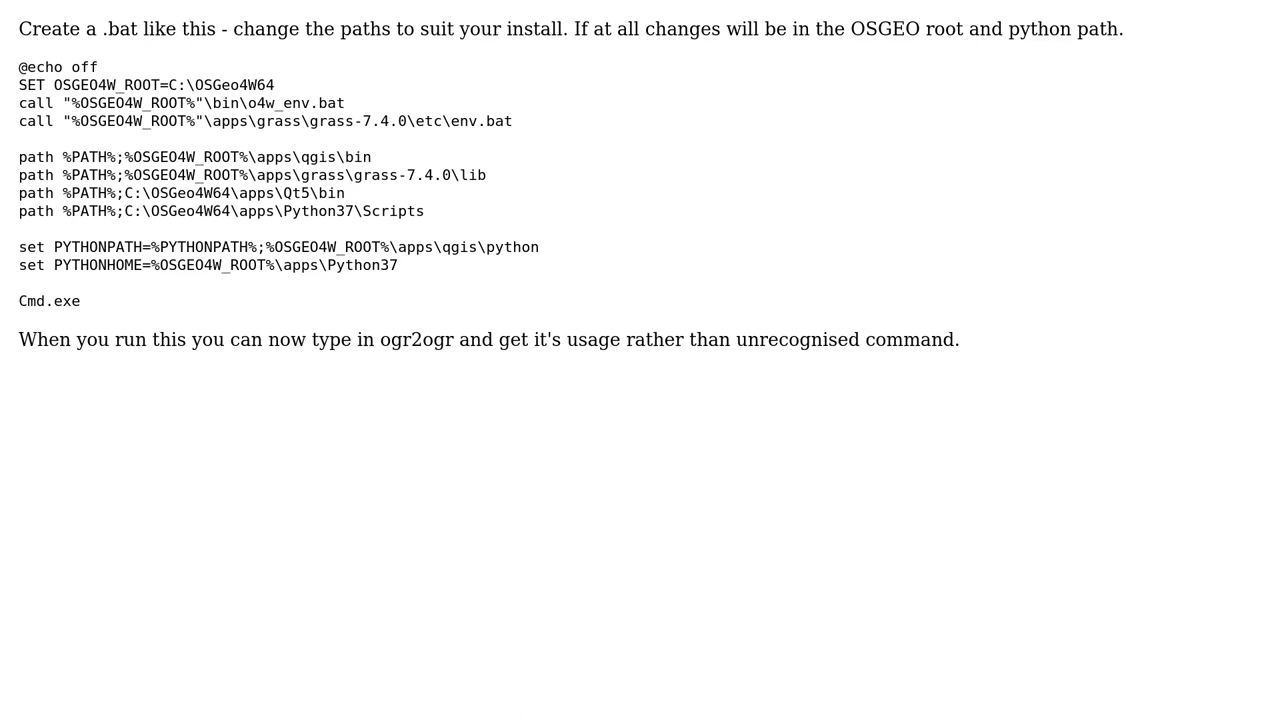 Create a .bat like this - change the paths to suit your install. If at all changes will be in the OSGEO root and python path.
@echo off
SET OSGEO4W_ROOT=C:\OSGeo4W64
call "%OSGEO4W_ROOT%"\bin\o4w_env.bat
call "%OSGEO4W_ROOT%"\apps\grass\grass-7.4.0\etc\env.bat
path %PATH%;%OSGEO4W_ROOT%\apps\qgis\bin
path %PATH%;%OSGEO4W_ROOT%\apps\grass\grass-7.4.0\lib
path %PATH%;C:\OSGeo4W64\apps\Qt5\bin
path %PATH%;C:\OSGeo4W64\apps\Python37\Scripts
set PYTHONPATH=%PYTHONPATH%;%OSGEO4W_ROOT%\apps\qgis\python
set PYTHONHOME=%OSGEO4W_ROOT%\apps\Python37
Cmd.exe
When you run this you can now type in ogr2ogr and get it's usage rather than unrecognised command.